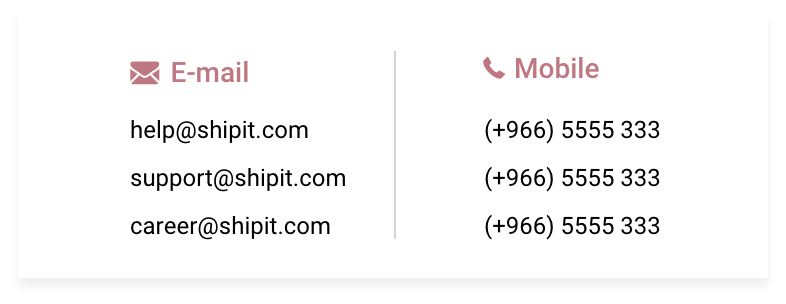 E-mail
help@shipit.com
support@shipit.com
career@shipit.com
Mobile
(+966) 5555 333
(+966) 5555 333
(+966) 5555 333